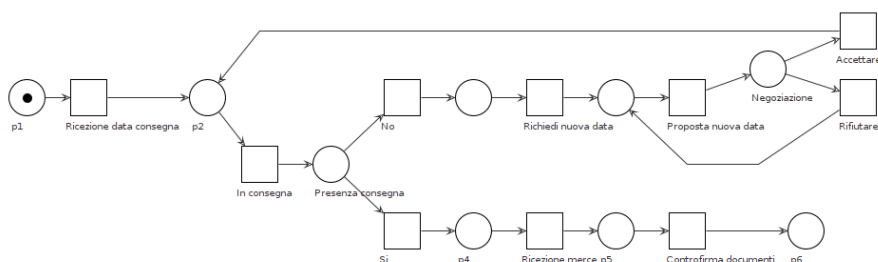 Accettare
Negoziazione
p1
Ricezione data consegna
p2
No
Richiedi nuova data
Proposta nuova data
Rifiutare
In consegna
Presenza consegna
Si
p4
Ricezione merce
p5
Controfirma documenti
p6